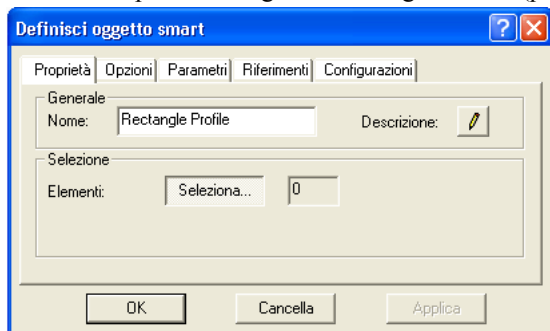 Definisci oggetto smart
Proprietà Opzioni Parametri Riferimenti Configurazioni
Generale
Nome: Rectangle Profile Descrizione:
Selezione
Elementi: Seleziona... 0
OK Cancella Applica